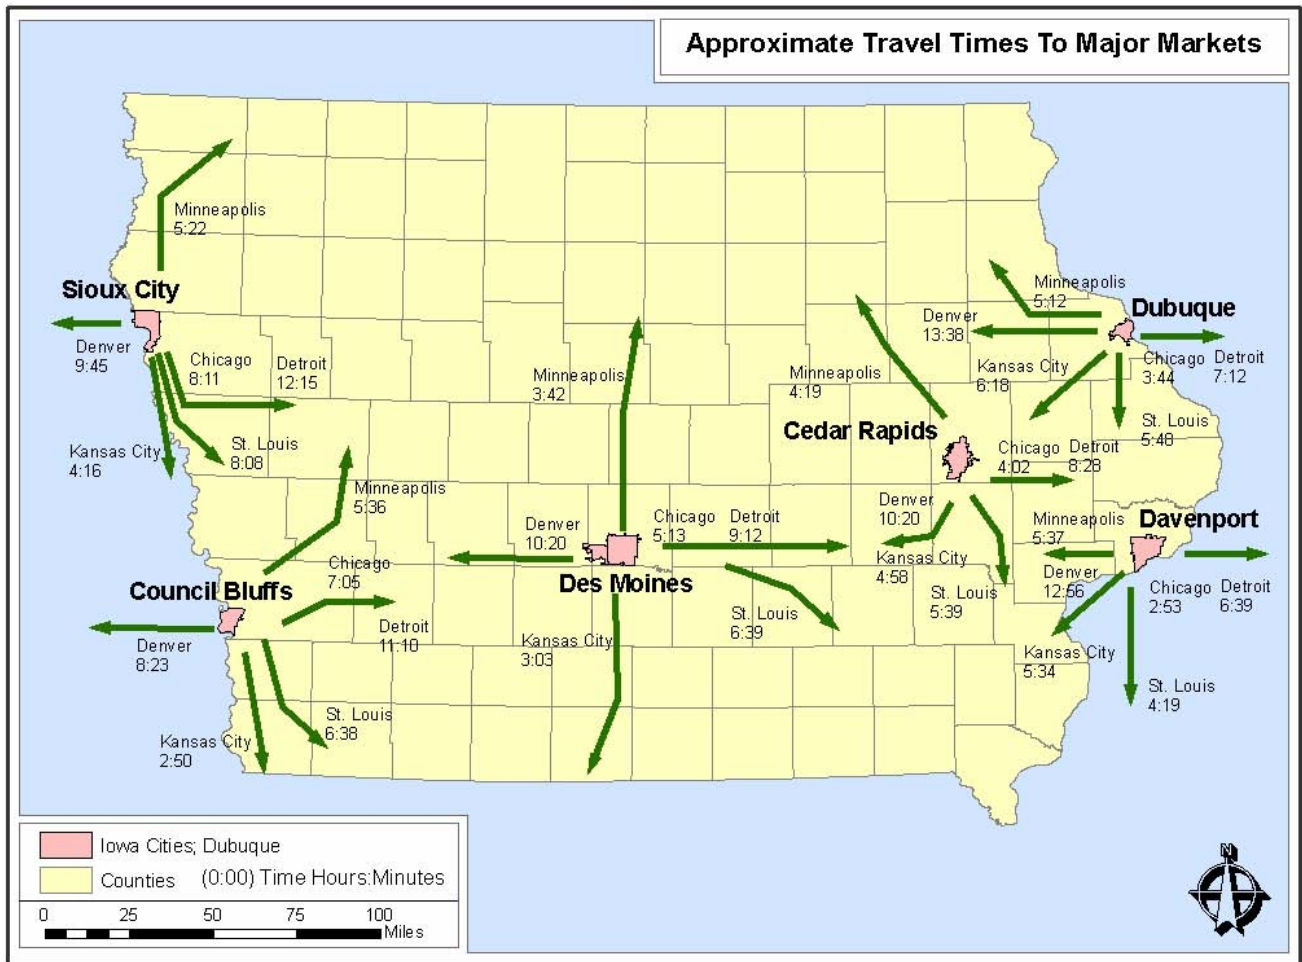 Approximate Travel Times To Major Markets
Minneapolis
5:22
Sioux City
Denver
9:45
Chicago
8:11
Detroit
12:15
Kansas City
4:16
St. Louis
8:08
Minneapolis
3:42
Minneapolis
4:19
Minneapolis
5:12
Dubuque
Denver
13:38
Kansas City
6:18
Chicago
3:44
Detroit
7:12
St. Louis
5:48
Cedar Rapids
Chicago
4:02
Detroit
8:28
Denver
10:20
Kansas City
4:58
St. Louis
5:39
Minneapolis
5:36
Chicago
7:05
Council Bluffs
Denver
8:23
Detroit
11:10
Kansas City
2:50
St. Louis
6:38
Denver
10:20
Chicago
5:13
Detroit
9:12
Des Moines
St. Louis
6:39
Kansas City
3:03
Minneapolis
5:37
Davenport
Denver
12:56
Chicago
2:53
Detroit
6:39
Kansas City
5:34
St. Louis
4:19
Iowa Cities; Dubuque
Counties (0:00) Time Hours:Minutes
0 25 50 75 100
Miles
N